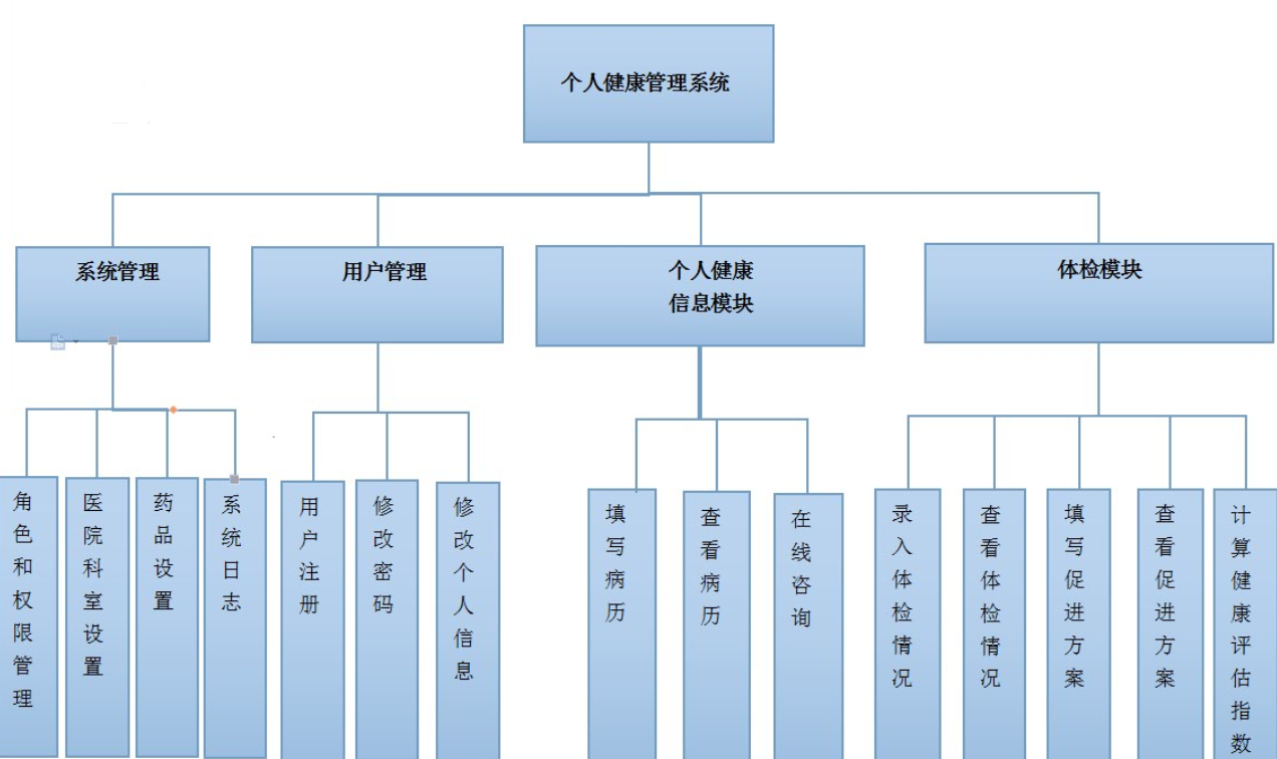 个人健康管理系统
系统管理
用户管理
个人健康
信息模块
体检模块
角色和权限管理
医院科室设置
药品设置
系统日志
用户注册
修改密码
修改个人信息
填写病历
查看病历
在线咨询
录入体检情况
查看体检情况
填写促进方案
查看促进方案
计算健康评估指数